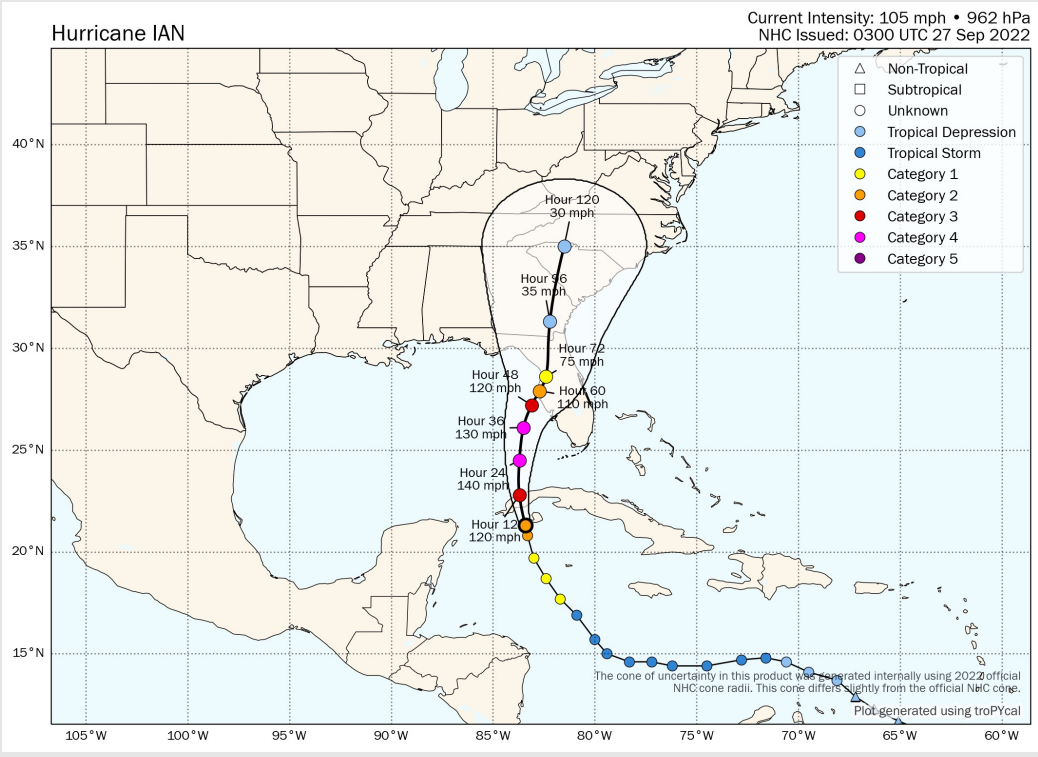 Hurricane IAN
Current Intensity: 105 mph • 962 hPa
NHC Issued: 0300 UTC 27 Sep 2022
Non-Tropical
Subtropical
Unknown
Tropical Depression
Tropical Storm
Category 1
Category 2
Category 3
Category 4
Category 5
40°N
35°N
30°N
25°N
20°N
15°N
Hour 120
30 mph
Hour 96
35 mph
Hour 72
75 mph
Hour 60
110 mph
Hour 48
120 mph
Hour 36
130 mph
Hour 24
140 mph
Hour 12
120 mph
The cone of uncertainty in this product was generated internally using 2022 official
NHC cone radii. This cone differs slightly from the official NHC cone.
Plot generated using troPYcal
105°W
100°W
95°W
90°W
85°W
80°W
75°W
70°W
65°W
60°W